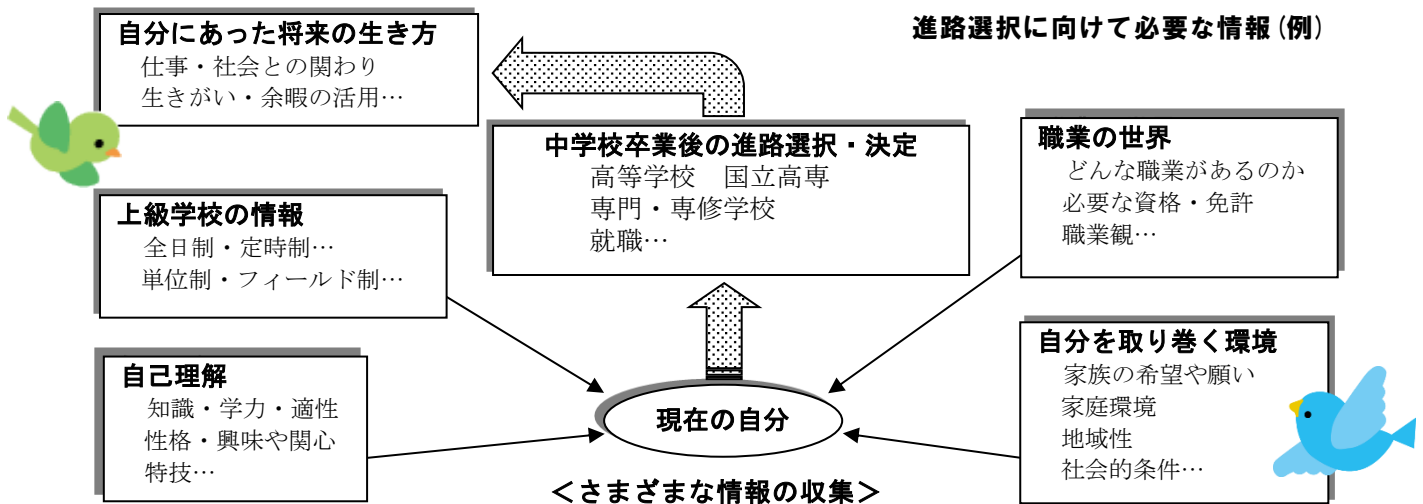 進路選択に向けて必要な情報(例)
自分にあった将来の生き方
仕事・社会との関わり
生きがい・余暇の活用…
中学校卒業後の進路選択・決定
高等学校　国立高専
専門・専修学校
就職…
職業の世界
どんな職業があるのか
必要な資格・免許
職業観…
上級学校の情報
全日制・定時制…
単位制・フィールド制…
自己理解
知識・学力・適性
性格・興味や関心
特技…
現在の自分
自分を取り巻く環境
家族の希望や願い
家庭環境
地域性
社会的条件…
＜さまざまな情報の収集＞